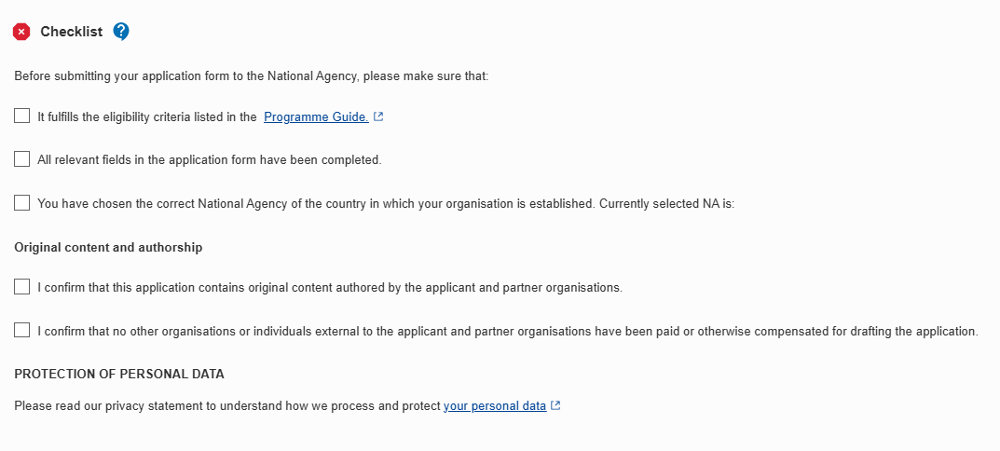 Checklist
Before submitting your application form to the National Agency, please make sure that:
It fulfills the eligibility criteria listed in the Programme Guide.
All relevant fields in the application form have been completed.
You have chosen the correct National Agency of the country in which your organisation is established. Currently selected NA is:
Original content and authorship
I confirm that this application contains original content authored by the applicant and partner organisations.
I confirm that no other organisations or individuals external to the applicant and partner organisations have been paid or otherwise compensated for drafting the application.
PROTECTION OF PERSONAL DATA
Please read our privacy statement to understand how we process and protect your personal data